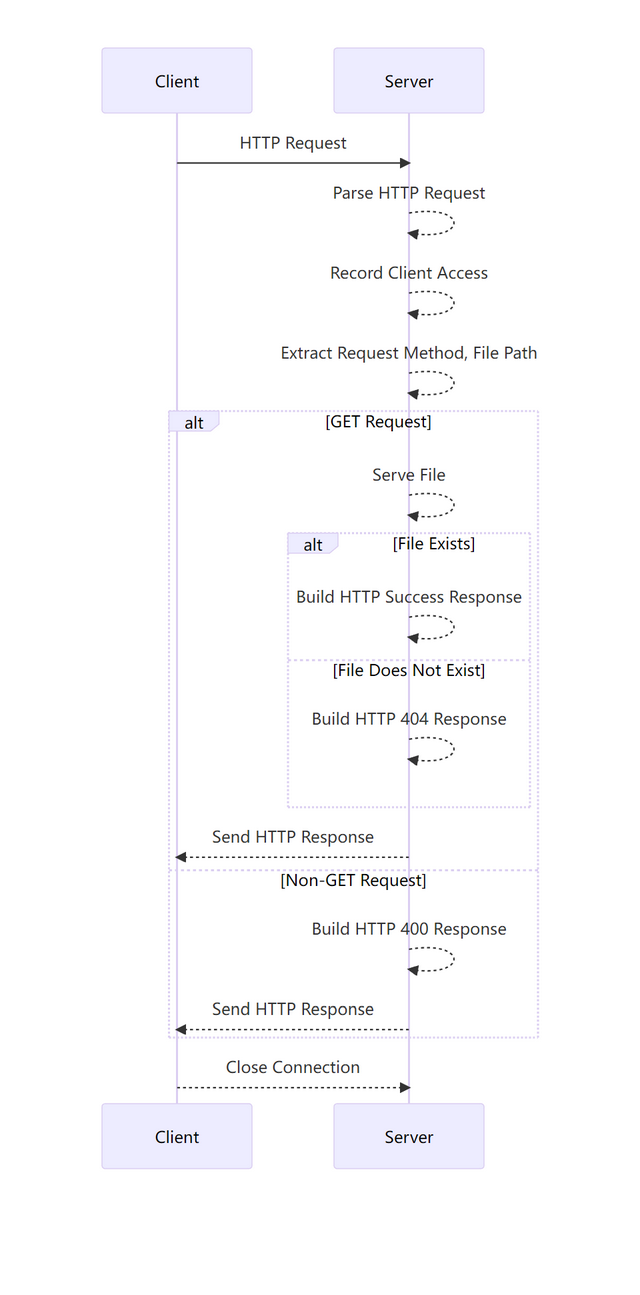 Client
Server
HTTP Request
Parse HTTP Request
Record Client Access
Extract Request Method, File Path
alt
[GET Request]
Serve File
alt
[File Exists]
Build HTTP Success Response
[File Does Not Exist]
Build HTTP 404 Response
Send HTTP Response
[Non-GET Request]
Build HTTP 400 Response
Send HTTP Response
Close Connection
Client
Server